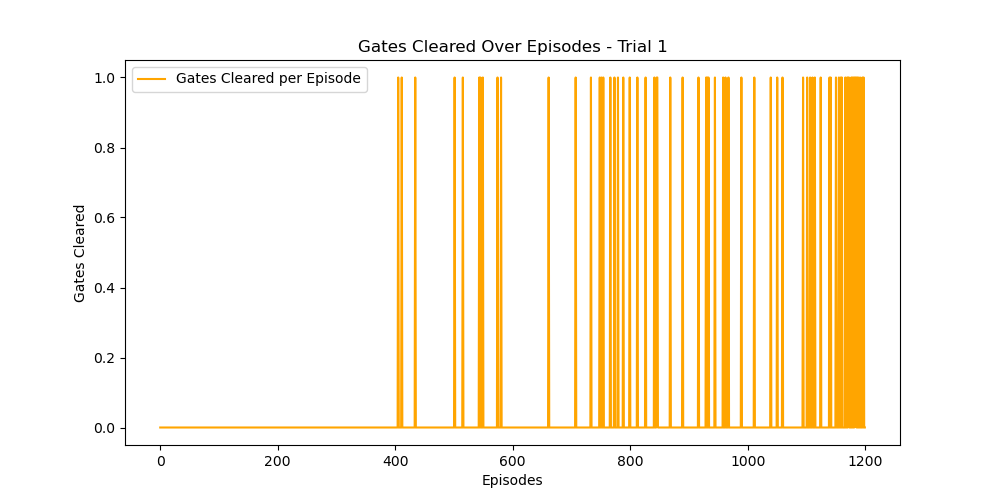 Gates Cleared Over Episodes - Trial 1
Gates Cleared per Episode
1.0
0.8
0.6
0.4
0.2
0.0
Gates Cleared
0 200 400 600 800 1000 1200
Episodes